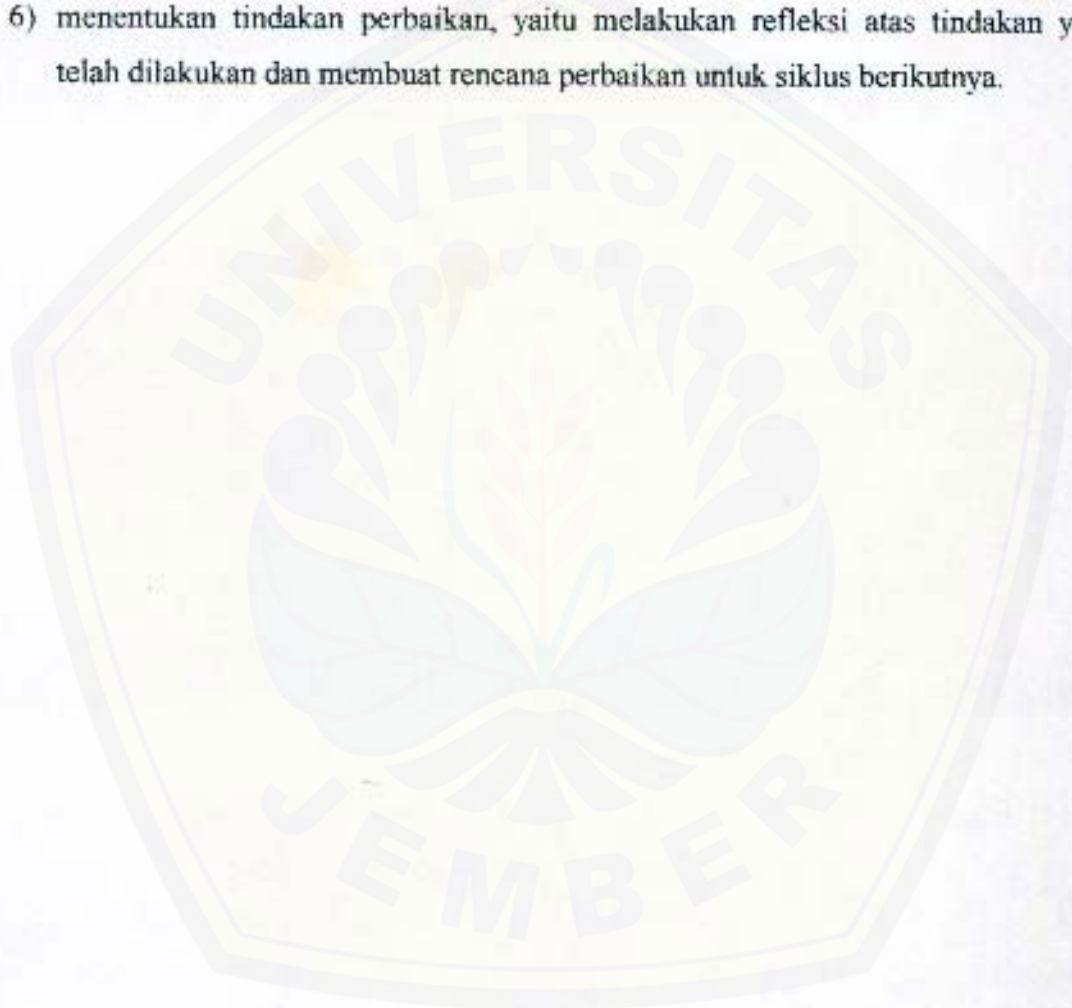 6) menentukan tindakan perbaikan, yaitu melakukan refleksi atas tindakan y
telah dilakukan dan membuat rencana perbaikan untuk siklus berikutnya.
UNIVERSITAS
JEMBER